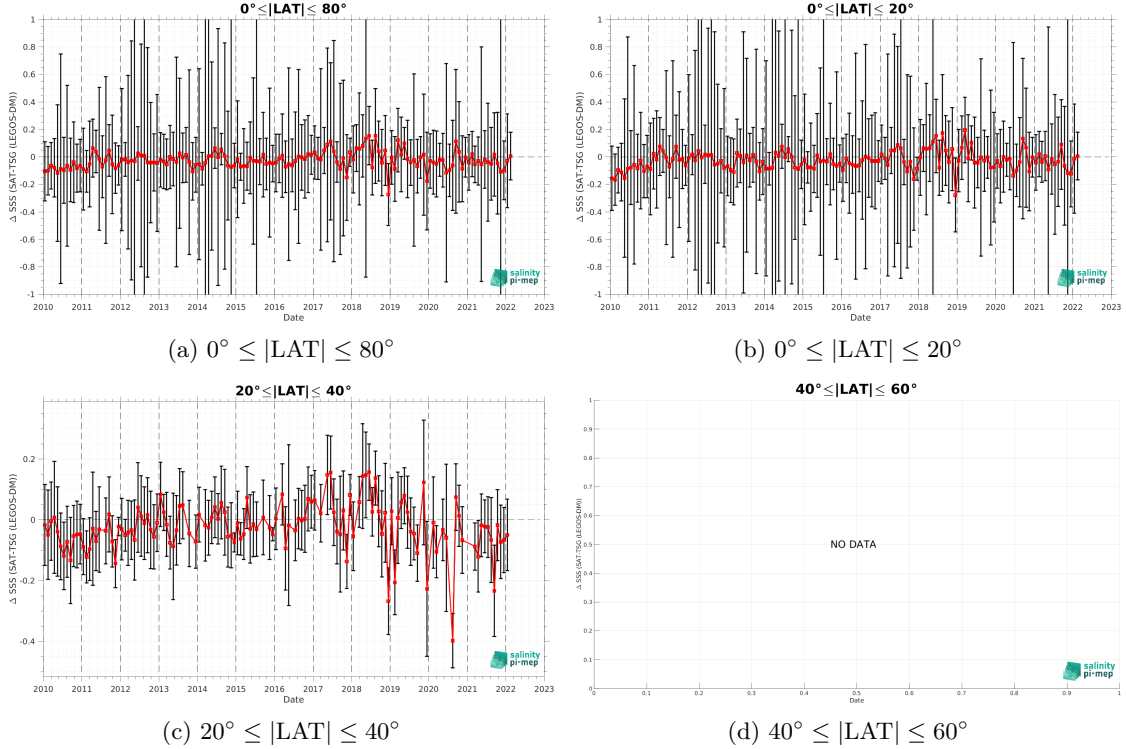 0°≤|LAT|≤ 80°
Δ SSS (SAT-TSG (LEGOS-DM))
1
0.8
0.6
0.4
0.2
0
-0.2
-0.4
-0.6
-0.8
-1
2010 2011 2012 2013 2014 2015 2016 2017 2018 2019 2020 2021 2022 2023
Date
salinity
pi-mep
(a) 0° ≤ |LAT| ≤ 80°
0°≤|LAT|≤ 20°
Δ SSS (SAT-TSG (LEGOS-DM))
1
0.8
0.6
0.4
0.2
0
-0.2
-0.4
-0.6
-0.8
-1
2010 2011 2012 2013 2014 2015 2016 2017 2018 2019 2020 2021 2022 2023
Date
salinity
pi-mep
(b) 0° ≤ |LAT| ≤ 20°
20°≤|LAT|≤ 40°
Δ SSS (SAT-TSG (LEGOS-DM))
0.2
0
-0.2
-0.4
2010 2011 2012 2013 2014 2015 2016 2017 2018 2019 2020 2021 2022 2023
Date
salinity
pi-mep
(c) 20° ≤ |LAT| ≤ 40°
40°≤|LAT|≤ 60°
Δ SSS (SAT-TSG (LEGOS-DM))
1
0.9
0.8
0.7
0.6
0.5
0.4
0.3
0.2
0.1
0
NO DATA
0 0.1 0.2 0.3 0.4 0.5 0.6 0.7 0.8 0.9 1
Date
salinity
pi-mep
(d) 40° ≤ |LAT| ≤ 60°